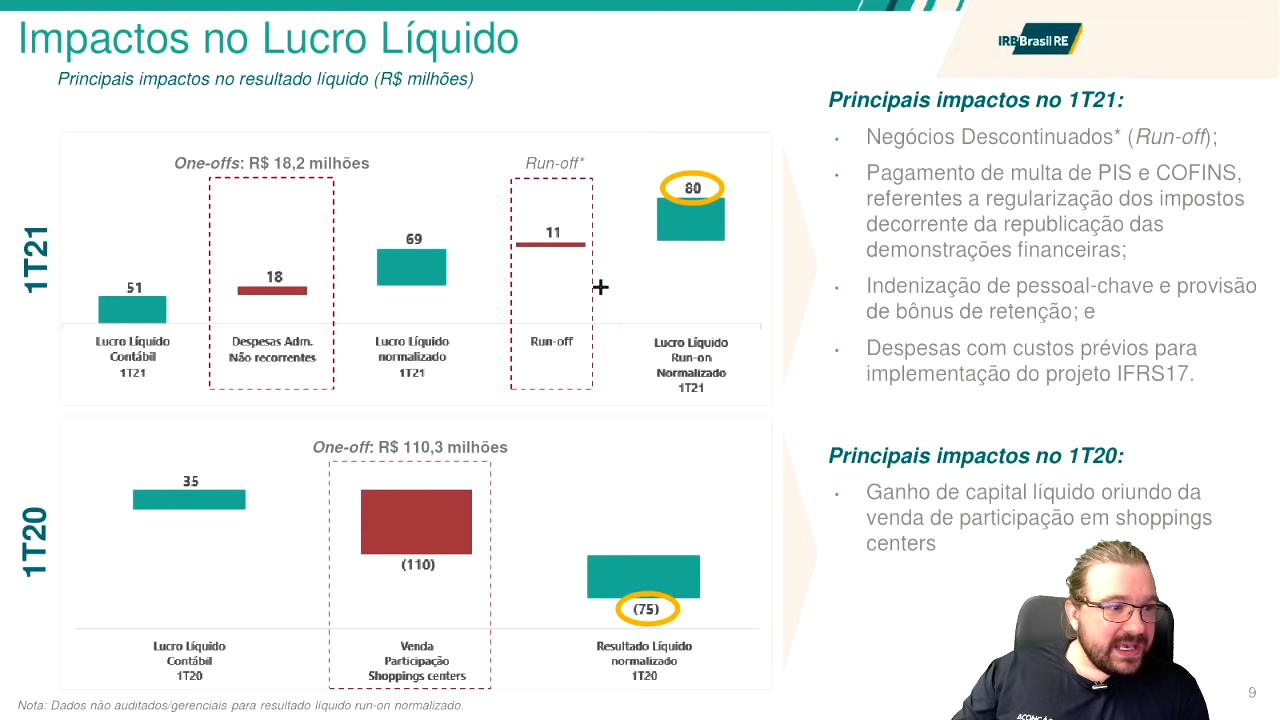 Impactos no Lucro Líquido
IRB Brasil RE
Principais impactos no resultado líquido (R$ milhões)
1T21
One-offs: R$ 18,2 milhões
Run-off*
51
18
69
11
+
80
Lucro Líquido
Contábil
1T21
Despesas Adm.
Não recorrentes
Lucro Líquido
normalizado
1T21
Run-off
Lucro Líquido
Run-on
Normalizado
1T21
Principais impactos no 1T21:
• Negócios Descontinuados* (Run-off);
• Pagamento de multa de PIS e COFINS,
referentes a regularização dos impostos
decorrente da republicação das
demonstrações financeiras;
• Indenização de pessoal-chave e provisão
de bônus de retenção; e
• Despesas com custos prévios para
implementação do projeto IFRS17.
1T20
One-off: R$ 110,3 milhões
35
(110)
(75)
Lucro Líquido
Contábil
1T20
Venda
Participação
Shoppings centers
Resultado Líquido
normalizado
1T20
Principais impactos no 1T20:
• Ganho de capital líquido oriundo da
venda de participação em shoppings
centers
Nota: Dados não auditados/gerenciais para resultado líquido run-on normalizado.
9